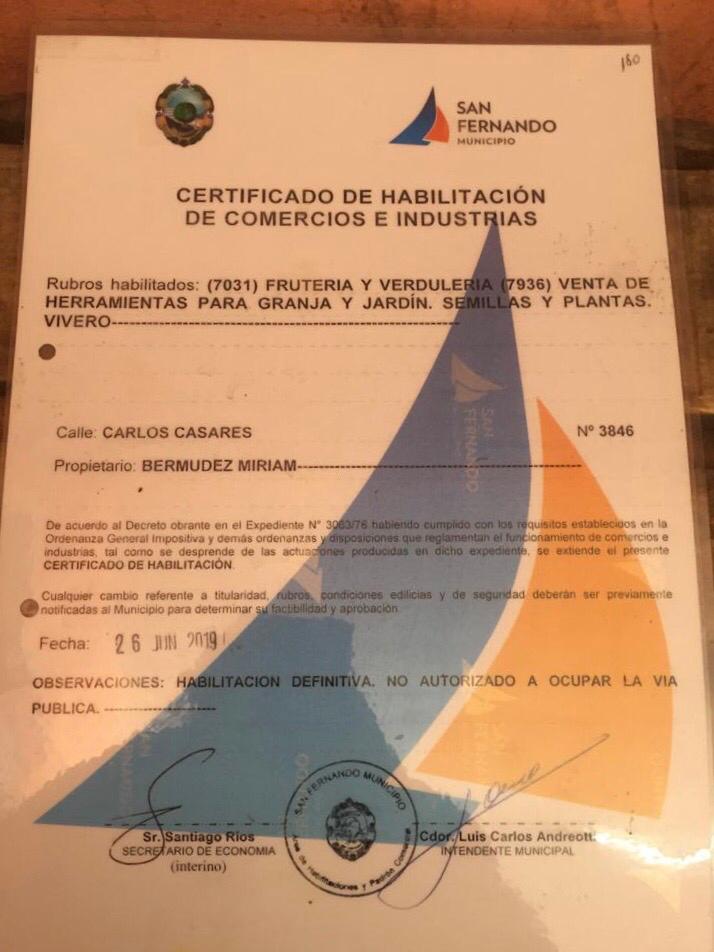 180
SAN
FERNANDO
MUNICIPIO
CERTIFICADO DE HABILITACIÓN
DE COMERCIOS E INDUSTRIAS
Rubros habilitados: (7031) FRUTERIA Y VERDULERIA (7936) VENTA DE
HERRAMIENTAS PARA GRANJA Y JARDÍN. SEMILLAS Y PLANTAS.
VIVERO
Calle: CARLOS CASARES Nº 3846
Propietario: BERMUDEZ MIRIAM
De acuerdo al Decreto obrante en el Expediente N° 3083/76 habiendo cumplido con los requisitos establecidos en la
Ordenanza General Impositiva y demás ordenanzas y disposiciones que reglamentan el funcionamiento de comercios e
industrias, tal como se desprende de las actuaciones producidas en dicho expediente, se extiende el presente
CERTIFICADO DE HABILITACIÓN.
Cualquier cambio referente a titularidad, rubros, condiciones edilicias y de seguridad deberán ser previamente
notificadas al Municipio para determinar su factibilidad y aprobación.
Fecha: 26 JUN 2019
OBSERVACIONES: HABILITACION DEFINITIVA. NO AUTORIZADO A OCUPAR LA VIA
PUBLICA.
SAN FERNANDO MUNICIPIO
de Habilitaciones y Padrón Comercial
Sr. Santiago Rios
SECRETARIO DE ECONOMIA
(interino)
Cdor. Luis Carlos Andreotti
INTENDENTE MUNICIPAL